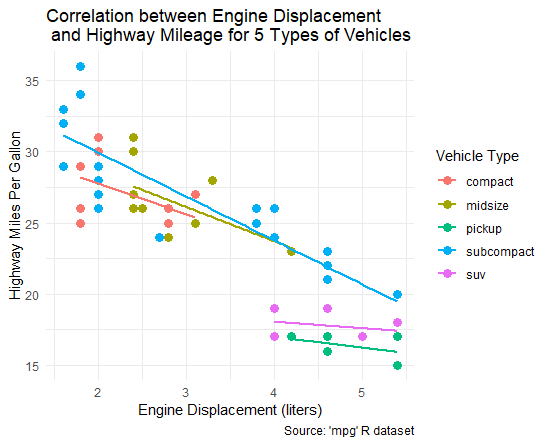 Correlation between Engine Displacement
and Highway Mileage for 5 Types of Vehicles
Highway Miles Per Gallon
35
30
25
20
15
2
3
4
5
Engine Displacement (liters)
Vehicle Type
compact
midsize
pickup
subcompact
suv
Source: 'mpg' R dataset